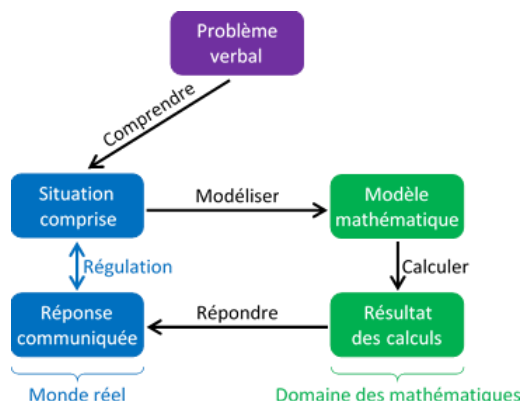 Problème
verbal
Comprendre
Situation
comprise
Modéliser
Modèle
mathématique
Régulation
Calculer
Réponse
communiquée
Répondre
Résultat
des calculs
Monde réel
Domaine des mathématiques